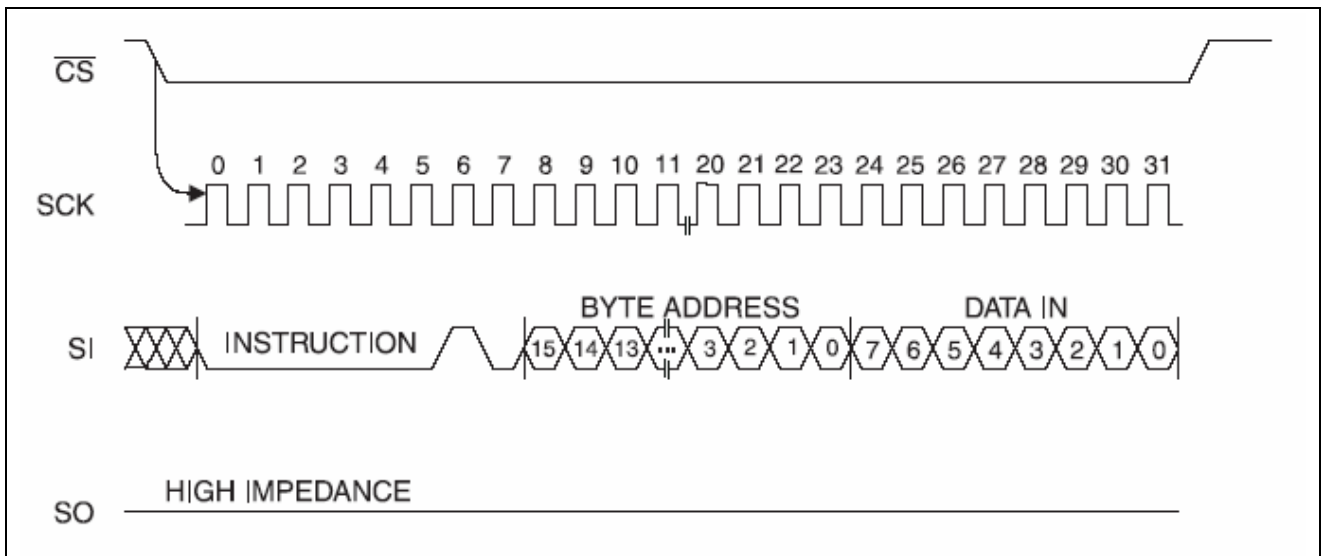 CS
0 1 2 3 4 5 6 7 8 9 10 11 20 21 22 23 24 25 26 27 28 29 30 31
SCK
BYTE ADDRESS DATA IN
SI INSTRUCTION 15 14 13 ... 3 2 1 0 7 6 5 4 3 2 1 0
HIGH IMPEDANCE
SO